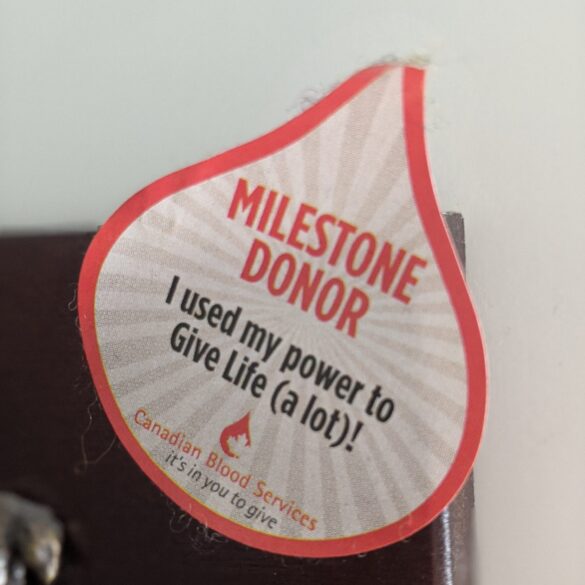 MILESTONE
DONOR
I used my power to
Give Life (a lot)!
Canadian Blood Services
it's in you to give